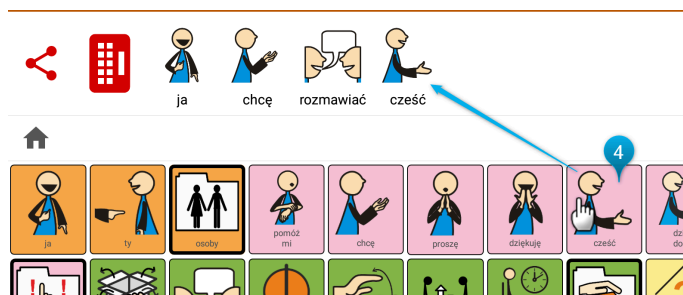 ja chcę rozmawiać cześć
4
ja ty osoby pomóż mi chcę proszę dziękuję cześć